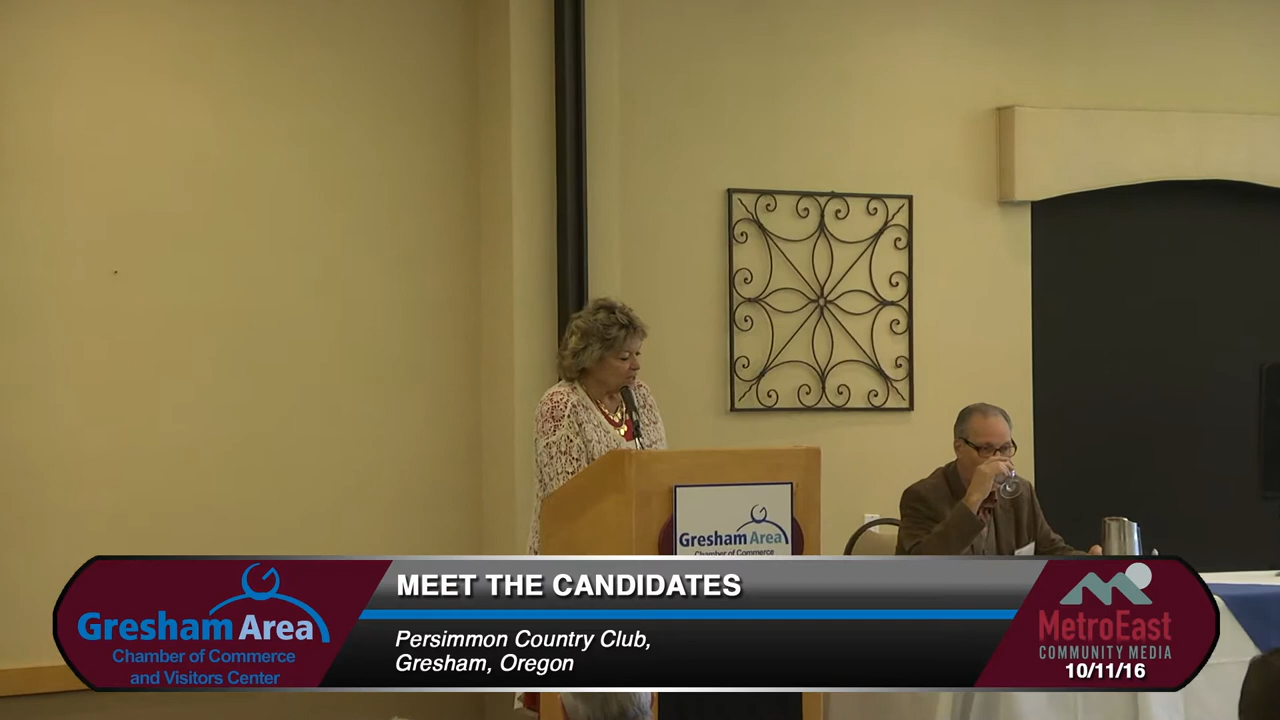 Gresham Area
Chamber of Commerce
MEET THE CANDIDATES
Gresham Area
Chamber of Commerce
and Visitors Center
Persimmon Country Club,
Gresham, Oregon
MetroEast
COMMUNITY MEDIA
10/11/16